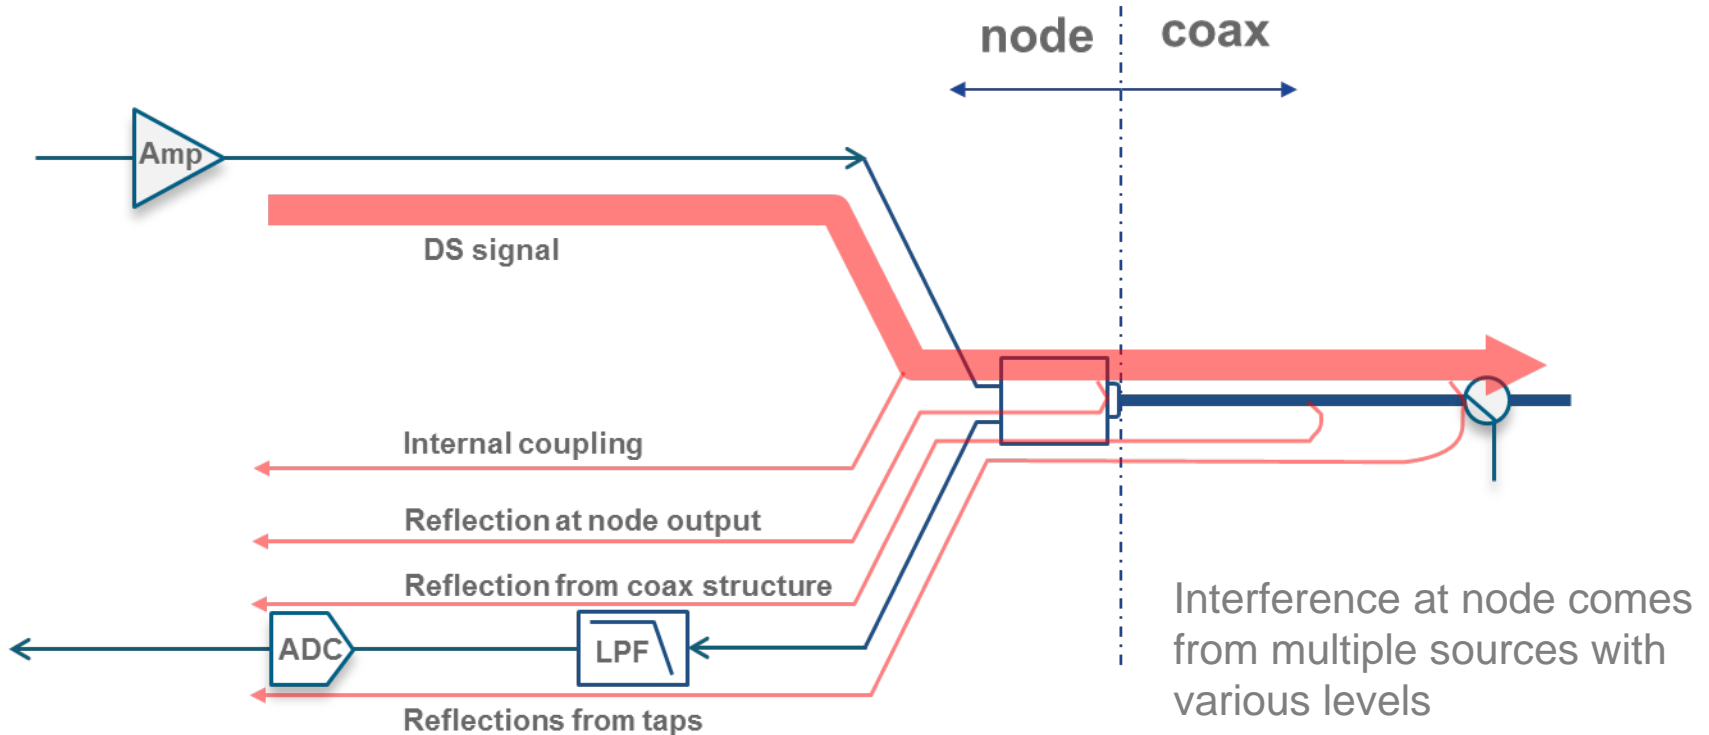 node
coax
Amp
DS signal
Internal coupling
Reflection at node output
Reflection from coax structure
ADC
LPF
Reflections from taps
Interference at node comes
from multiple sources with
various levels